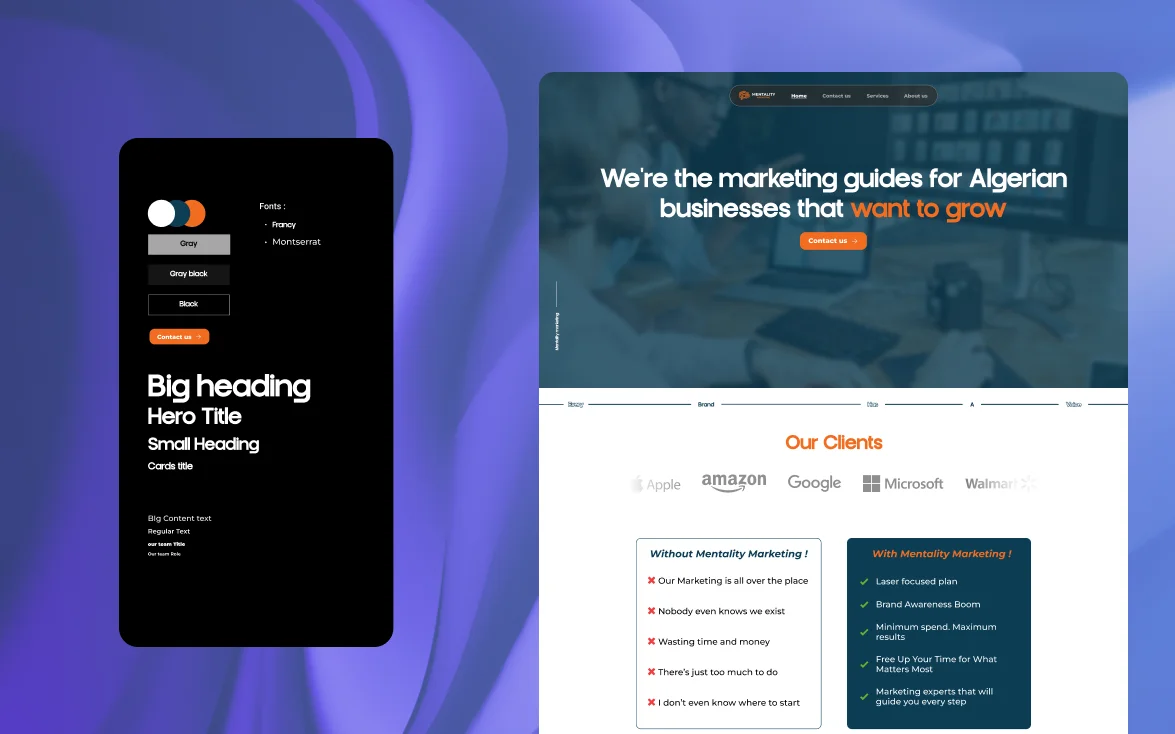 Fonts :
• Francy
• Montserrat
Gray
Gray black
Black
Contact us →
Big heading
Hero Title
Small Heading
Cards title
BIg Content text
Regular Text
our team Title
Our team Role
MENTALITY
Home
Contact us
Services
About us
We're the marketing guides for Algerian
businesses that want to grow
Contact us →
Mentality marketing
Brand
Has
A
Voice
Our Clients
Apple
amazon
Google
Microsoft
Walmar
Without Mentality Marketing !
Our Marketing is all over the place
Nobody even knows we exist
Wasting time and money
There's just too much to do
I don't even know where to start
With Mentality Marketing !
Laser focused plan
Brand Awareness Boom
Minimum spend. Maximum
results
Free Up Your Time for What
Matters Most
Marketing experts that will
guide you every step